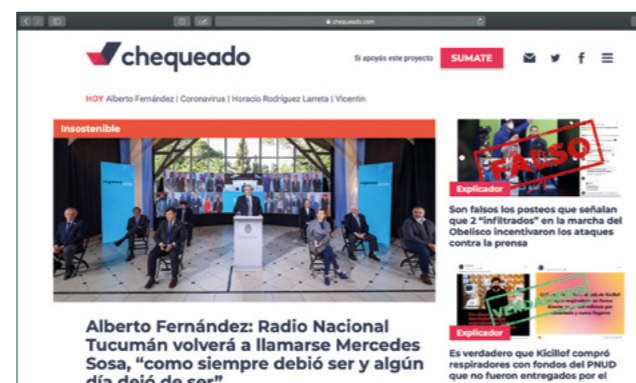 chequeado.com
chequeado
Si apoyás este proyecto
SUMATE
HOY Alberto Fernández | Coronavirus | Horacio Rodríguez Larreta | Vicentin
Insostenible
Alberto Fernández: Radio Nacional
Tucumán volverá a llamarse Mercedes
Sosa, “como siempre debió ser y algún
día dejó de ser”
FALSO
Explicador
Son falsos los posteos que señalan
que 2 “infiltrados” en la marcha del
Obelisco incentivaron los ataques
contra la prensa
VERDADERO
Explicador
Es verdadero que Kicillof compró
respiradores con fondos del PNUD
que no fueron entregados por el